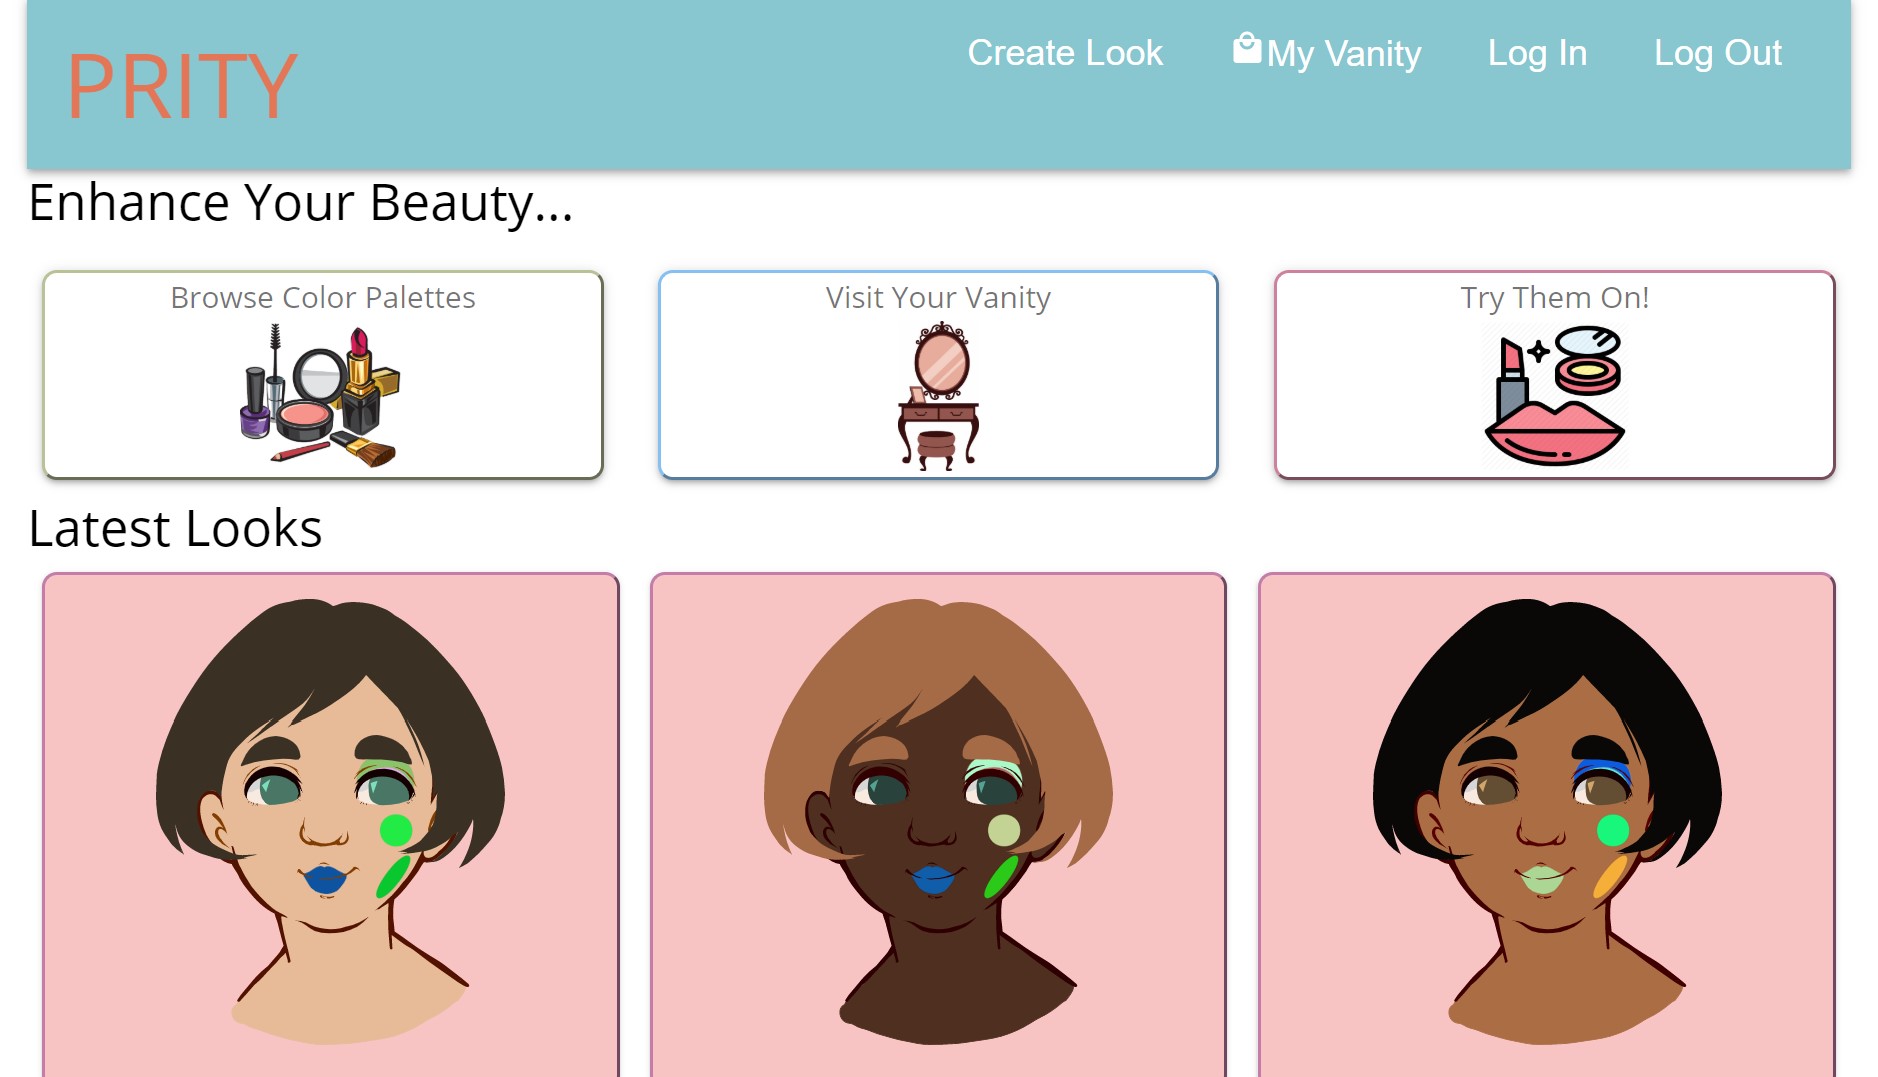 PRITY
Create Look
My Vanity
Log In
Log Out
Enhance Your Beauty...
Browse Color Palettes
Visit Your Vanity
Try Them On!
Latest Looks